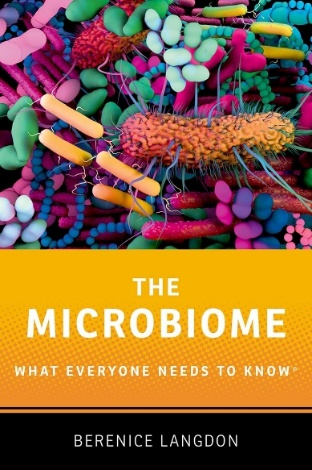 THE
MICROBIOME
WHAT EVERYONE NEEDS TO KNOW®
BERENICE LANGDON